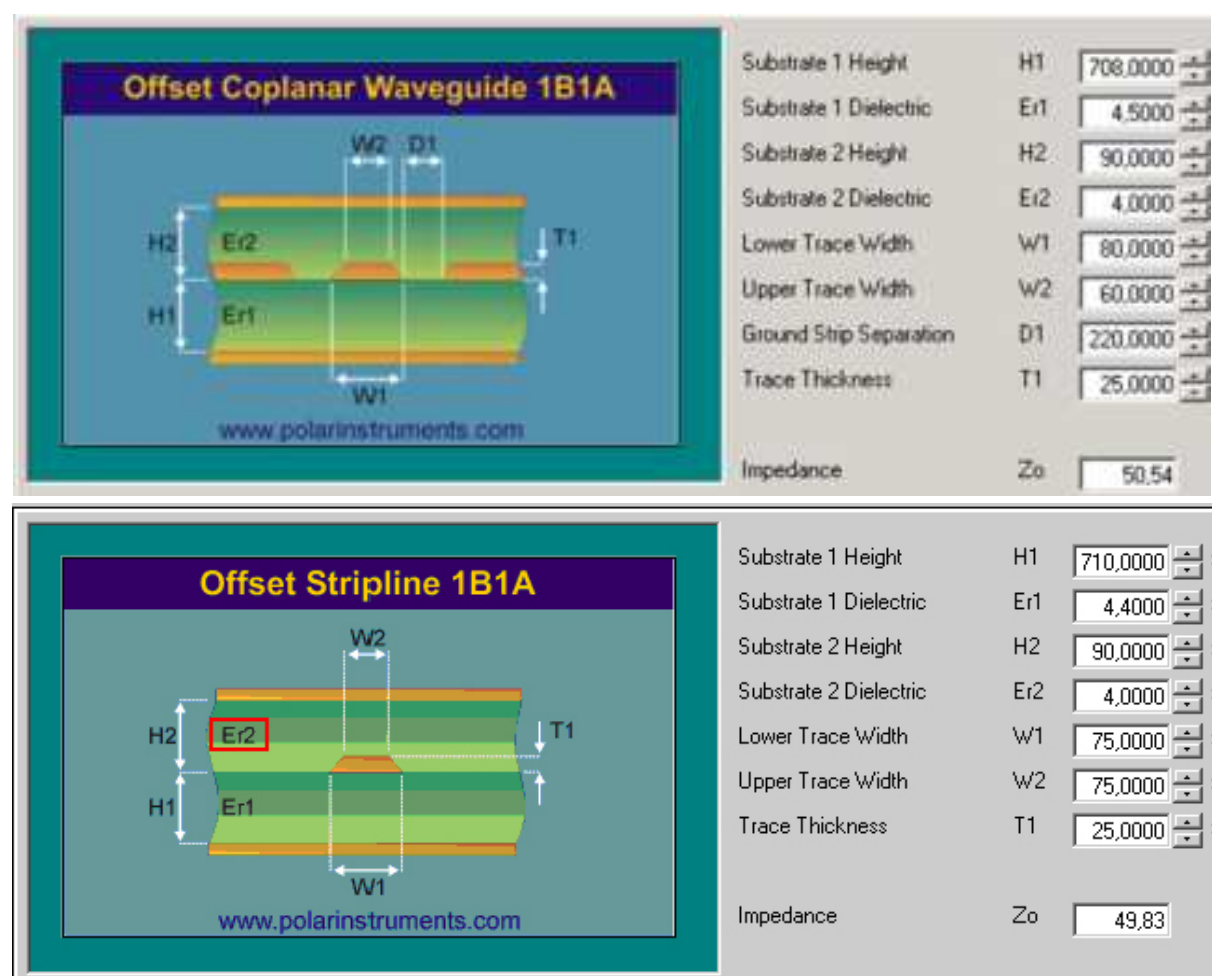 Offset Coplanar Waveguide 1B1A
W2 D1
H2 Er2 T1
H1 Er1
W1
www.polarinstruments.com
Substrate 1 Height H1 708,0000
Substrate 1 Dielectric Er1 4,5000
Substrate 2 Height H2 90,0000
Substrate 2 Dielectric Er2 4,0000
Lower Trace Width W1 80,0000
Upper Trace Width W2 60,0000
Ground Strip Separation D1 220,0000
Trace Thickness T1 25,0000
Impedance Zo 50,54
Offset Stripline 1B1A
W2
H2 Er2 T1
H1 Er1
W1
www.polarinstruments.com
Substrate 1 Height H1 710,0000
Substrate 1 Dielectric Er1 4,4000
Substrate 2 Height H2 90,0000
Substrate 2 Dielectric Er2 4,0000
Lower Trace Width W1 75,0000
Upper Trace Width W2 75,0000
Trace Thickness T1 25,0000
Impedance Zo 49,83